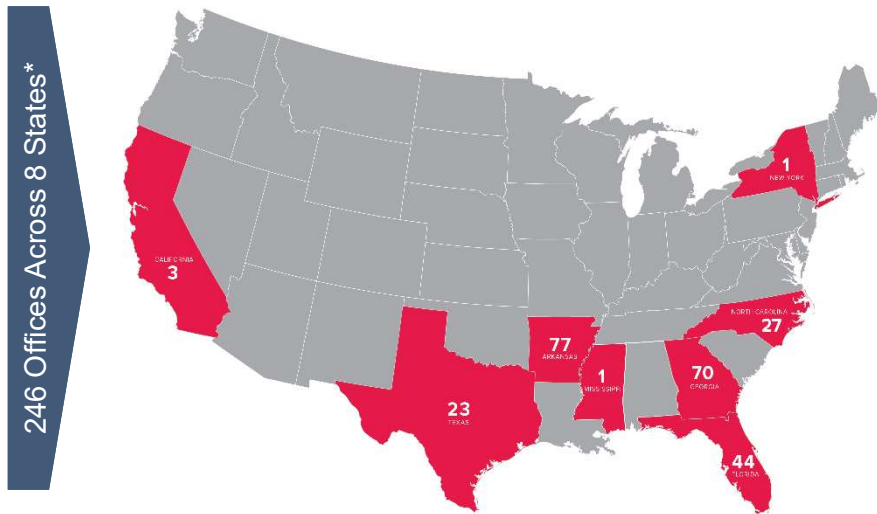 246 Offices Across 8 States*
1
NEW YORK
CALIFORNIA
3
NORTH CAROLINA
27
77
ARKANSAS
1
MISSISSIPPI
70
GEORGIA
23
TEXAS
44
FLORIDA